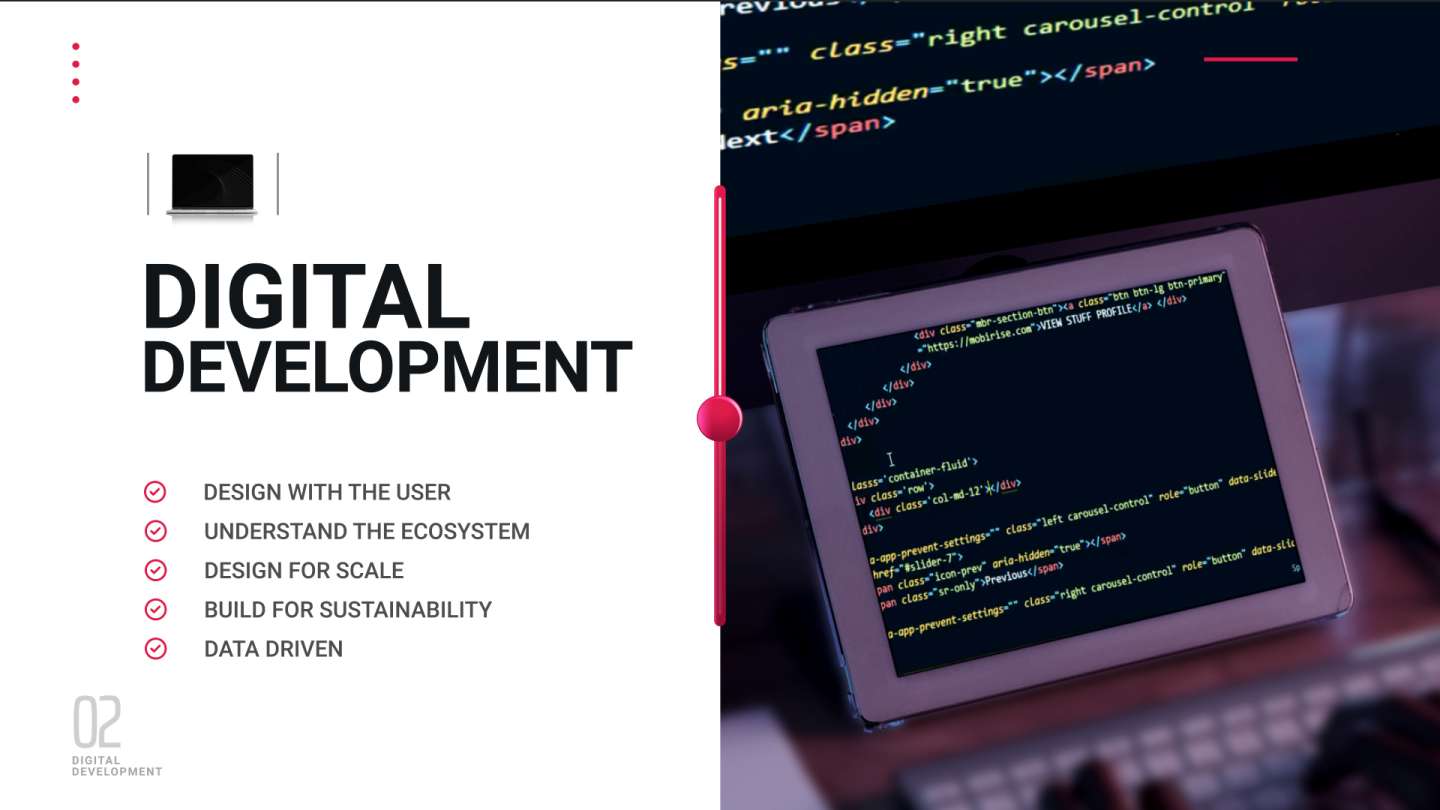 DIGITAL
DEVELOPMENT
DESIGN WITH THE USER
UNDERSTAND THE ECOSYSTEM
DESIGN FOR SCALE
BUILD FOR SUSTAINABILITY
DATA DRIVEN
02
DIGITAL
DEVELOPMENT
class="" class="right carousel-control
aria-hidden="true"></span>
Next</span>
<div class="mbr-section-btn"><a class="btn btn-lg btn-primary"
="https://mobirise.com">VIEW STUFF PROFILE</a> </div>
</div>
</div>
</div>
</div>
div>
lasss='container-fluid'>
iv class='row'>
<div class='col-md-12'></div>
div>
a-app-prevent-settings="" class="left carousel-control" role="button" data-slide
href="#slider-7">
pan class="icon-prev" aria-hidden="true"></span>
pan class="sr-only">Previous</span>
a-app-prevent-settings="" class="right carousel-control" role="button" data-slid
Sp